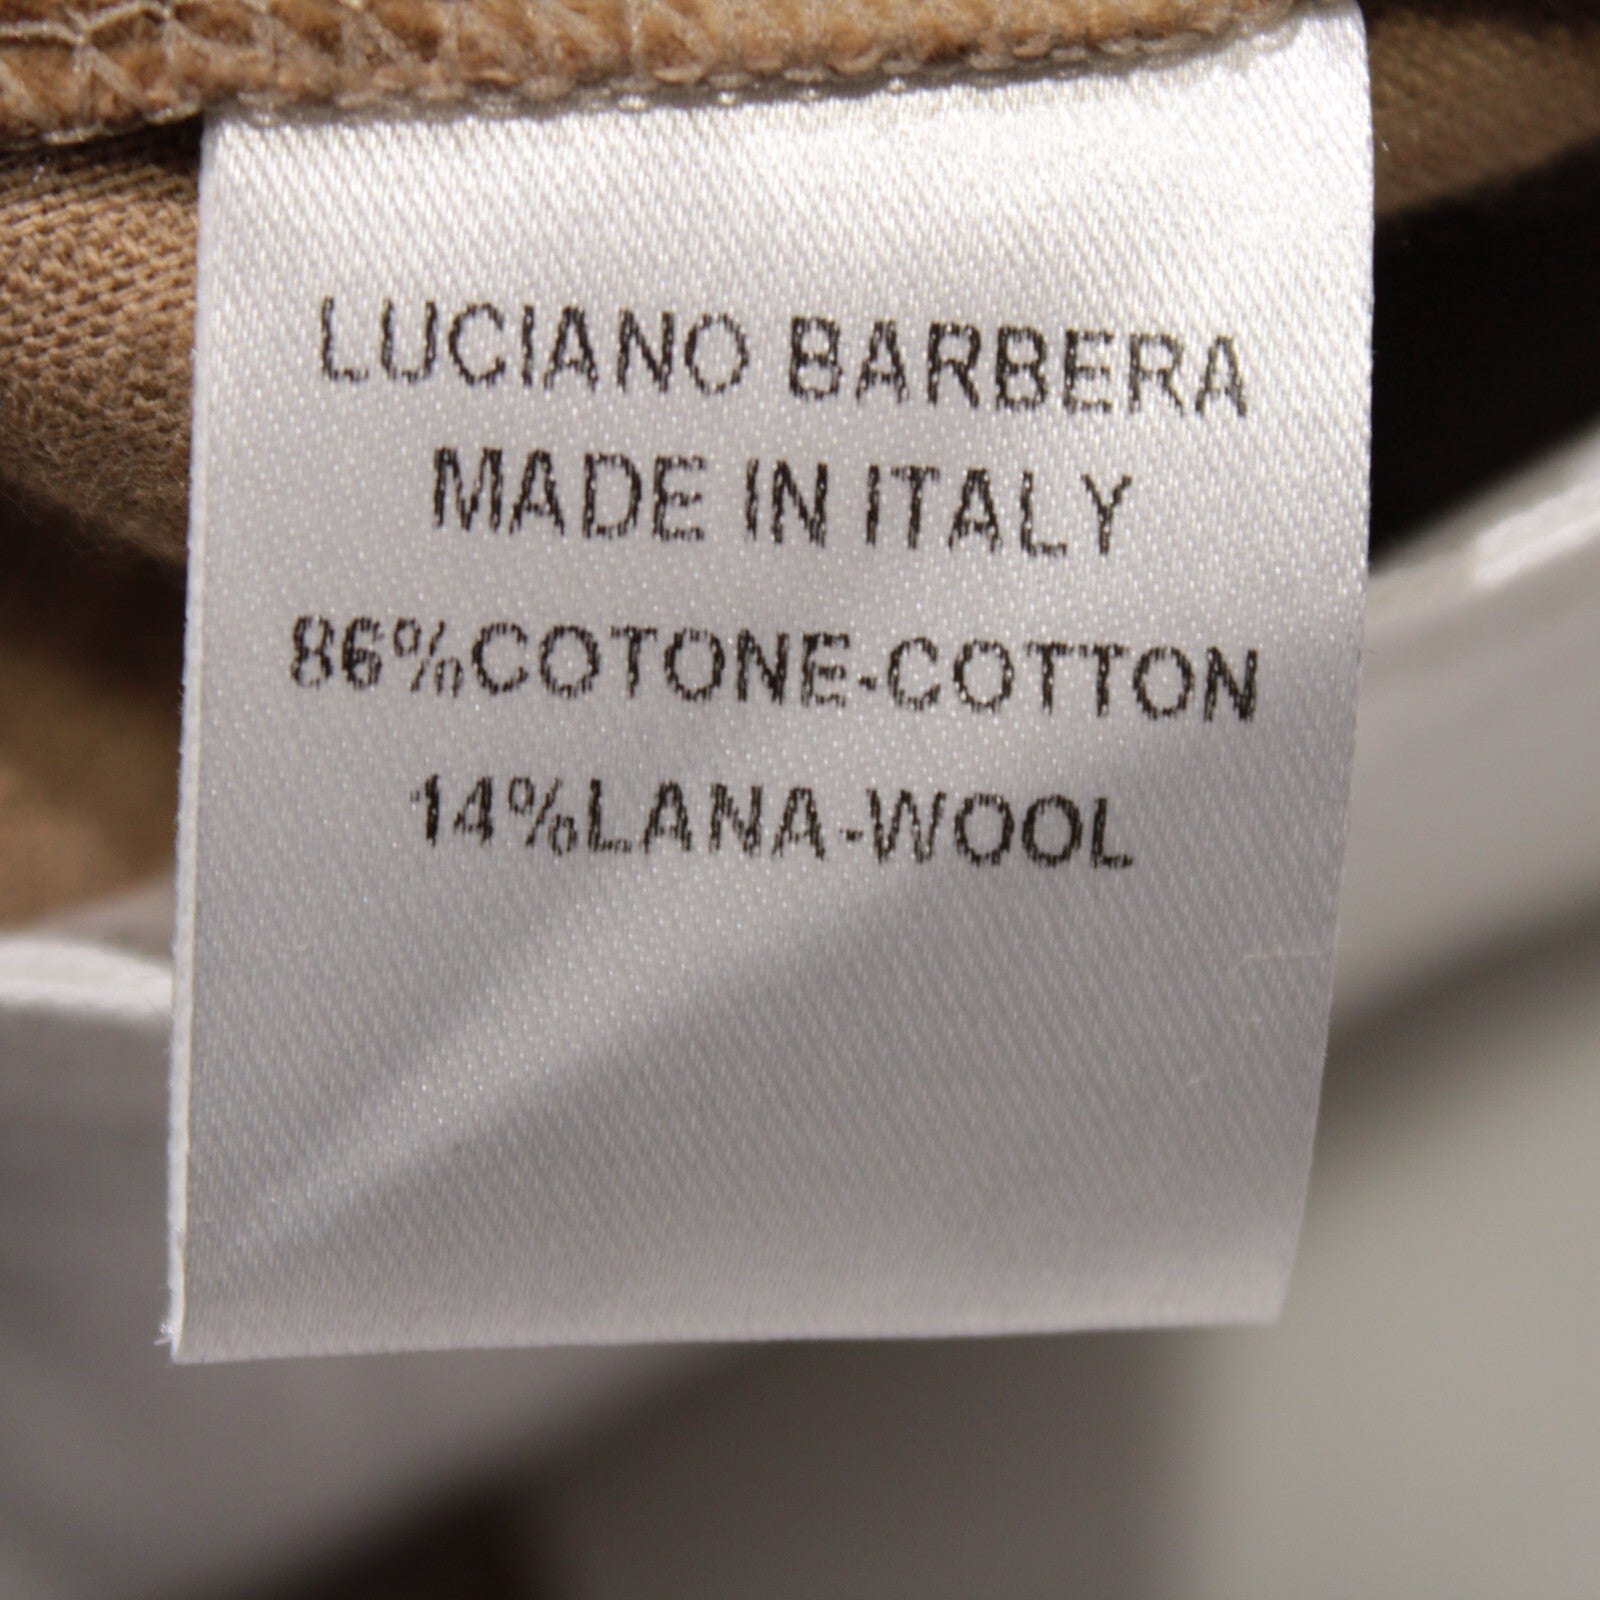 LUCIANO BARBERA
MADE IN ITALY
86%COTONE-COTTON
14%LANA-WOOL